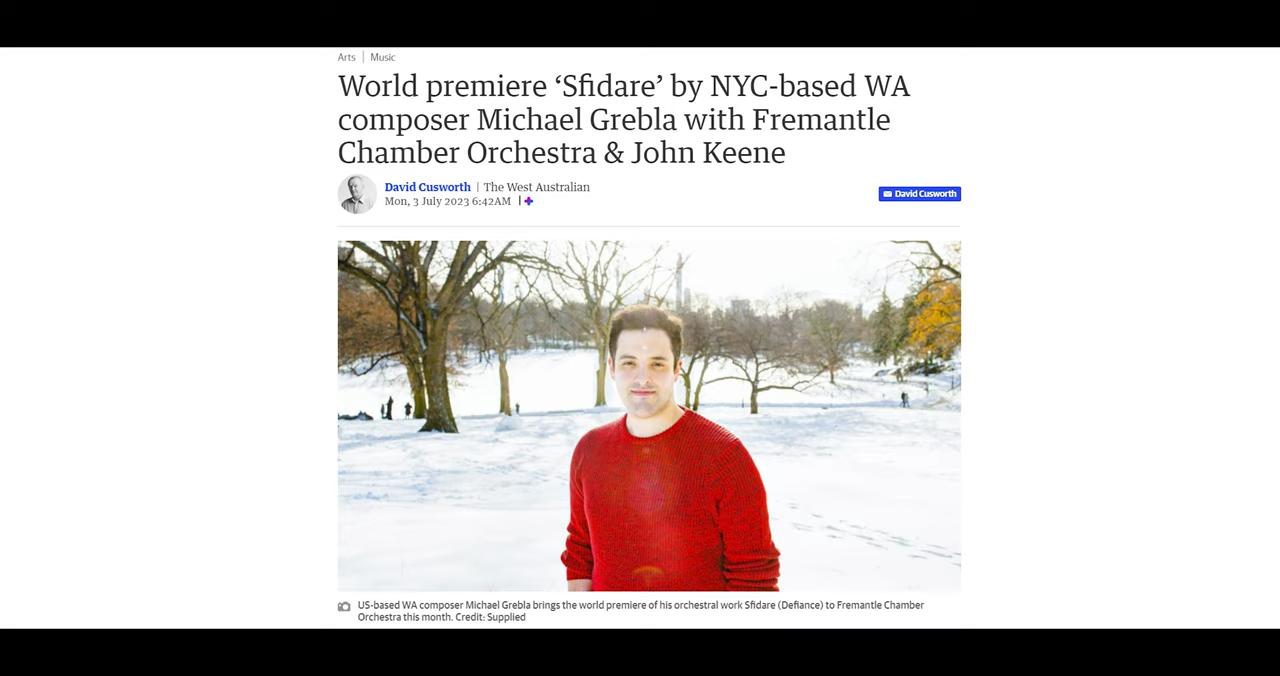 Arts | Music
World premiere ‘Sfidare’ by NYC-based WA
composer Michael Grebla with Fremantle
Chamber Orchestra & John Keene
David Cusworth | The West Australian
Mon, 3 July 2023 6:42AM |
David Cusworth
US-based WA composer Michael Grebla brings the world premiere of his orchestral work Sfidare (Defiance) to Fremantle Chamber
Orchestra this month. Credit: Supplied